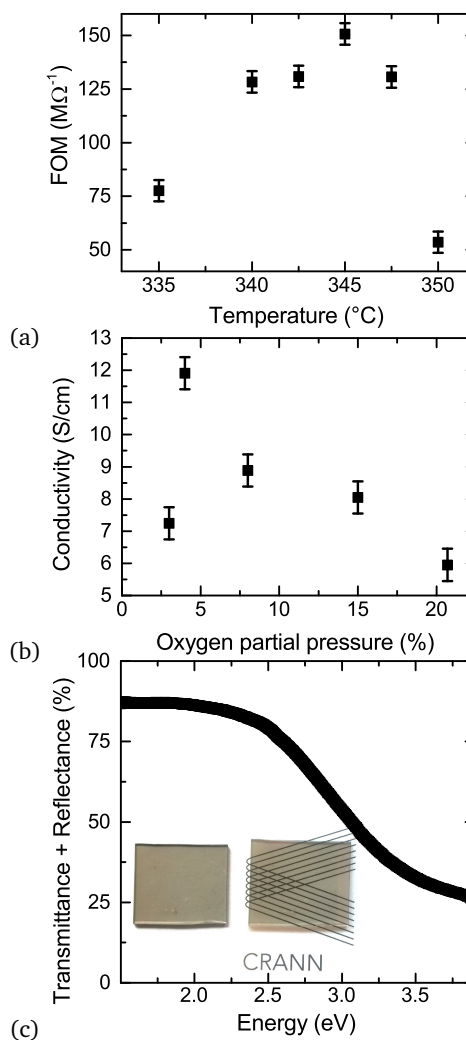 150
125
100
75
50
FOM (MΩ⁻¹)
335 340 345 350
Temperature (°C)
(a)
13
12
11
10
9
8
7
6
5
Conductivity (S/cm)
0 5 10 15 20
Oxygen partial pressure (%)
(b)
100
75
50
25
0
Transmittance + Reflectance (%)
CRANN
2.0 2.5 3.0 3.5
Energy (eV)
(c)